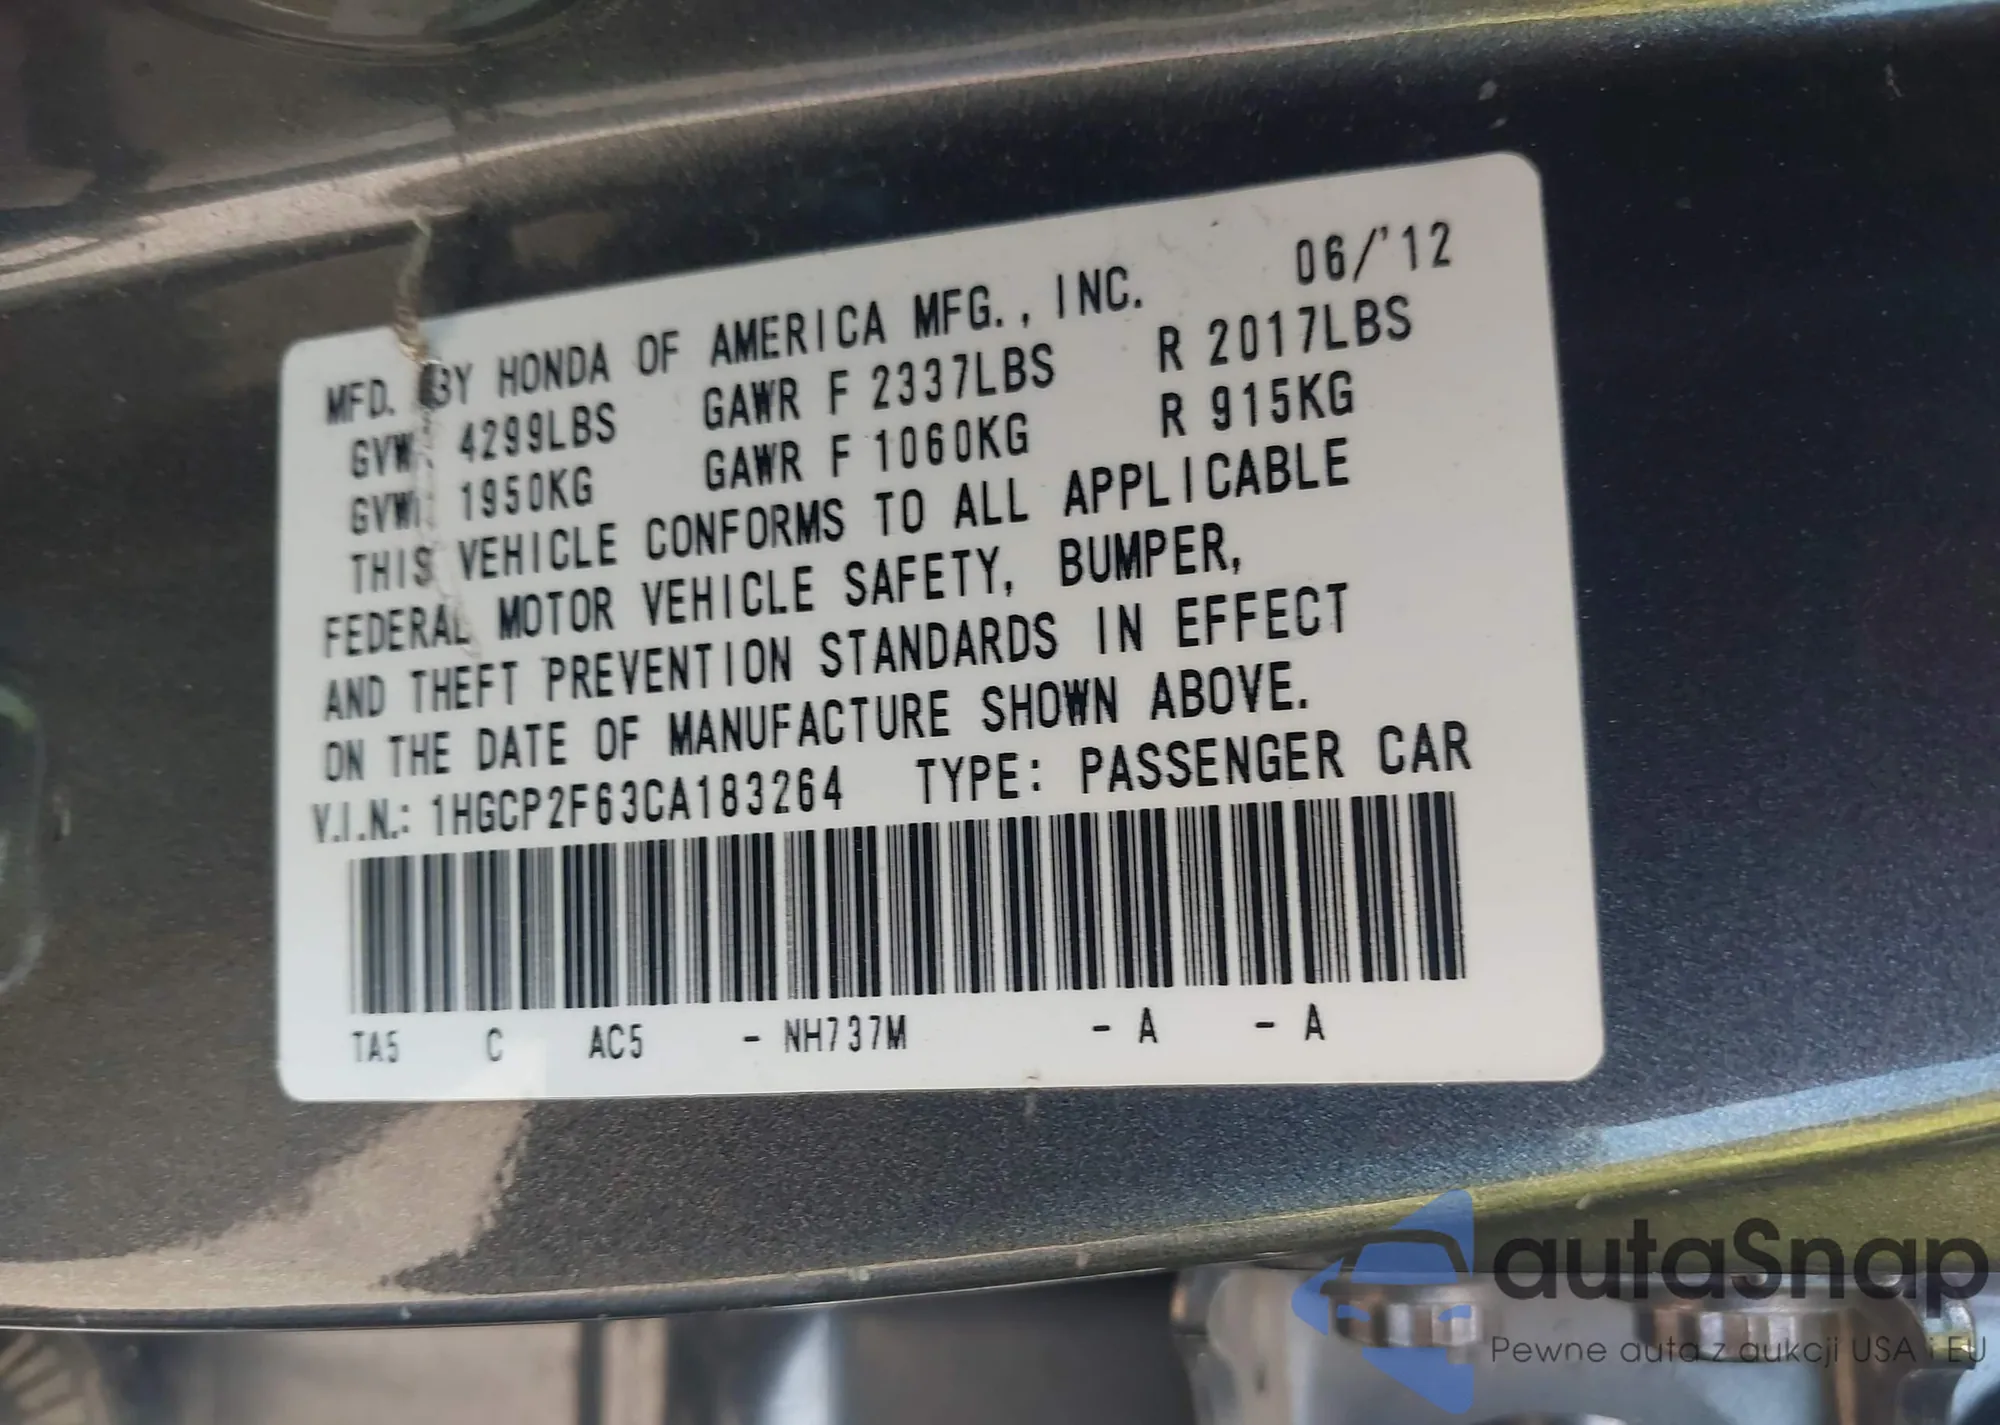 MFD. BY HONDA OF AMERICA MFG., INC. 06/'12
GVW 4299LBS GAWR F 2337LBS R 2017LBS
GVW 1950KG GAWR F 1060KG R 915KG
THIS VEHICLE CONFORMS TO ALL APPLICABLE
FEDERAL MOTOR VEHICLE SAFETY, BUMPER,
AND THEFT PREVENTION STANDARDS IN EFFECT
ON THE DATE OF MANUFACTURE SHOWN ABOVE.
V.I.N.: 1HGCP2F63CA183264 TYPE: PASSENGER CAR
TA5 C AC5 - NH737M - A - A
autaSnap
Pewne auta z aukcji USA i EU